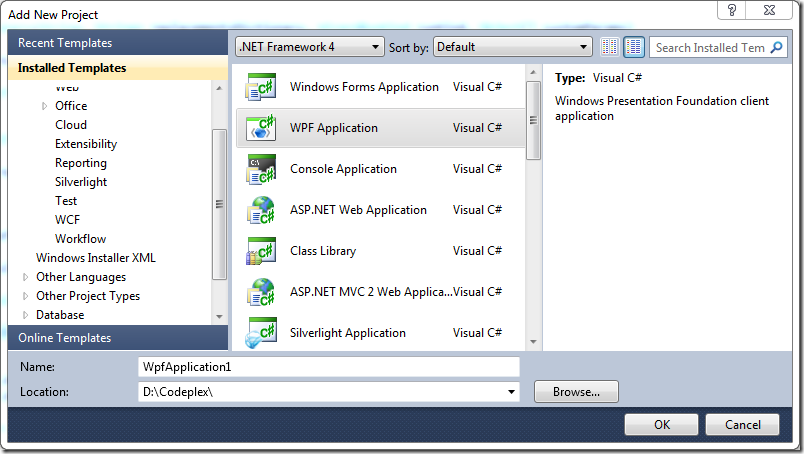 Add New Project
Recent Templates
Installed Templates
Web
Office
Cloud
Extensibility
Reporting
Silverlight
Test
WCF
Workflow
Windows Installer XML
Other Languages
Other Project Types
Database
Online Templates
.NET Framework 4 Sort by: Default Search Installed Tem
Windows Forms Application Visual C#
WPF Application Visual C#
Console Application Visual C#
ASP.NET Web Application Visual C#
Class Library Visual C#
ASP.NET MVC 2 Web Applica... Visual C#
Silverlight Application Visual C#
Type: Visual C#
Windows Presentation Foundation client
application
Name: WpfApplication1
Location: D:\Codeplex\ Browse...
OK Cancel